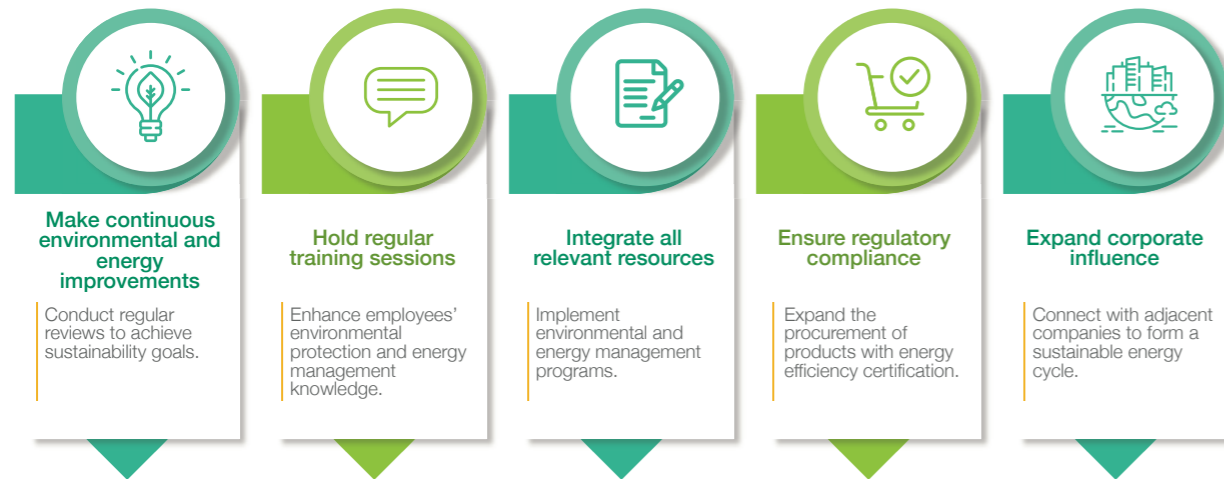 Make continuous
environmental and
energy
improvements
Conduct regular
reviews to achieve
sustainability goals.
Hold regular
training sessions
Enhance employees’
environmental
protection and energy
management
knowledge.
Integrate all
relevant resources
Implement
environmental and
energy management
programs.
Ensure regulatory
compliance
Expand the
procurement of
products with energy
efficiency certification.
Expand corporate
influence
Connect with adjacent
companies to form a
sustainable energy
cycle.